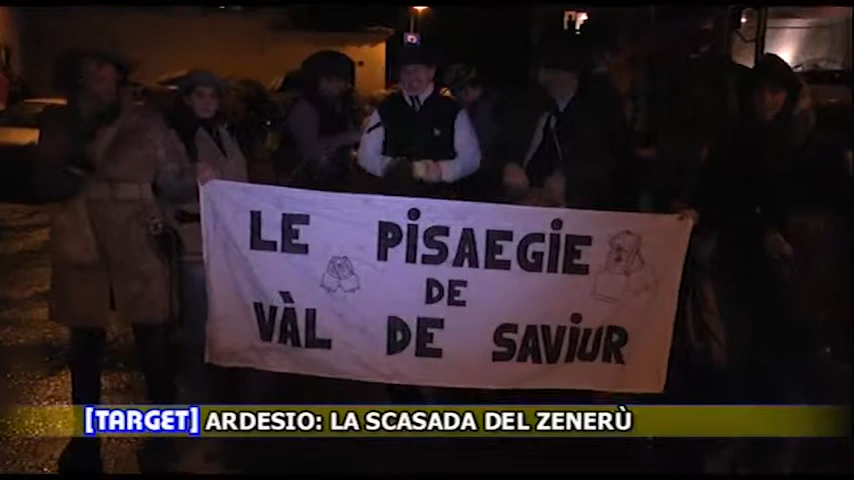 LE PiSAEGiE
DE
VÀL DE SAViUR
[TARGET] ARDESIO: LA SCASADA DEL ZENERÙ